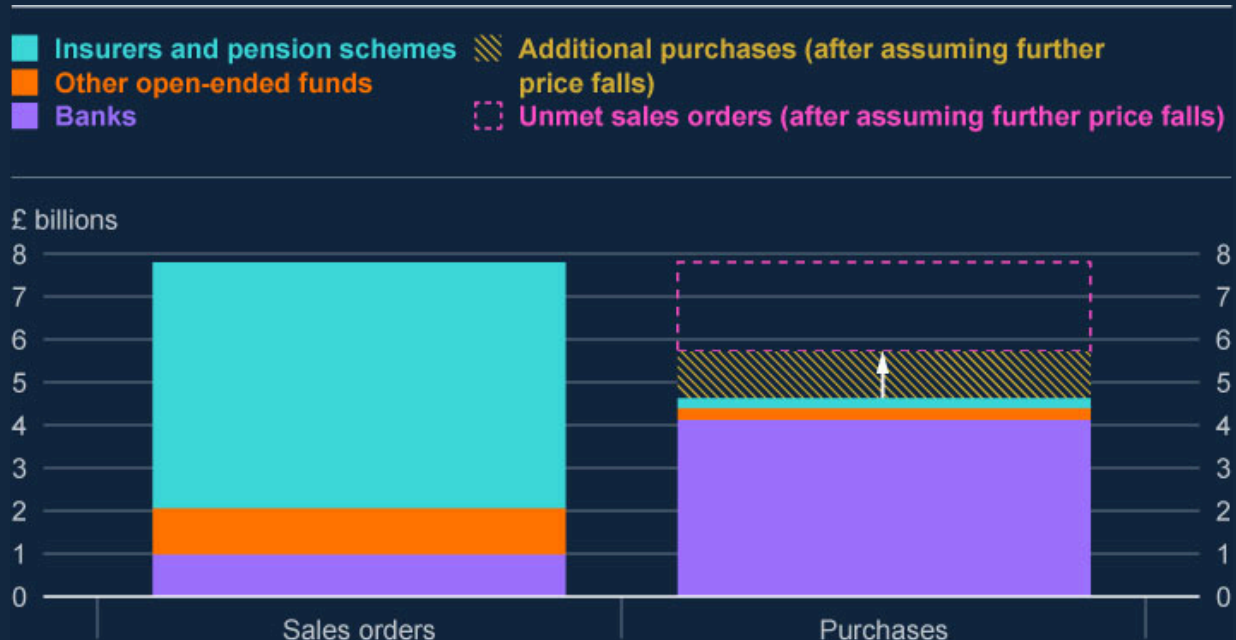 Insurers and pension schemes
Other open-ended funds
Banks
Additional purchases (after assuming further
price falls)
Unmet sales orders (after assuming further price falls)
£ billions
8 8
7 7
6 6
5 5
4 4
3 3
2 2
1 1
0 0
Sales orders Purchases